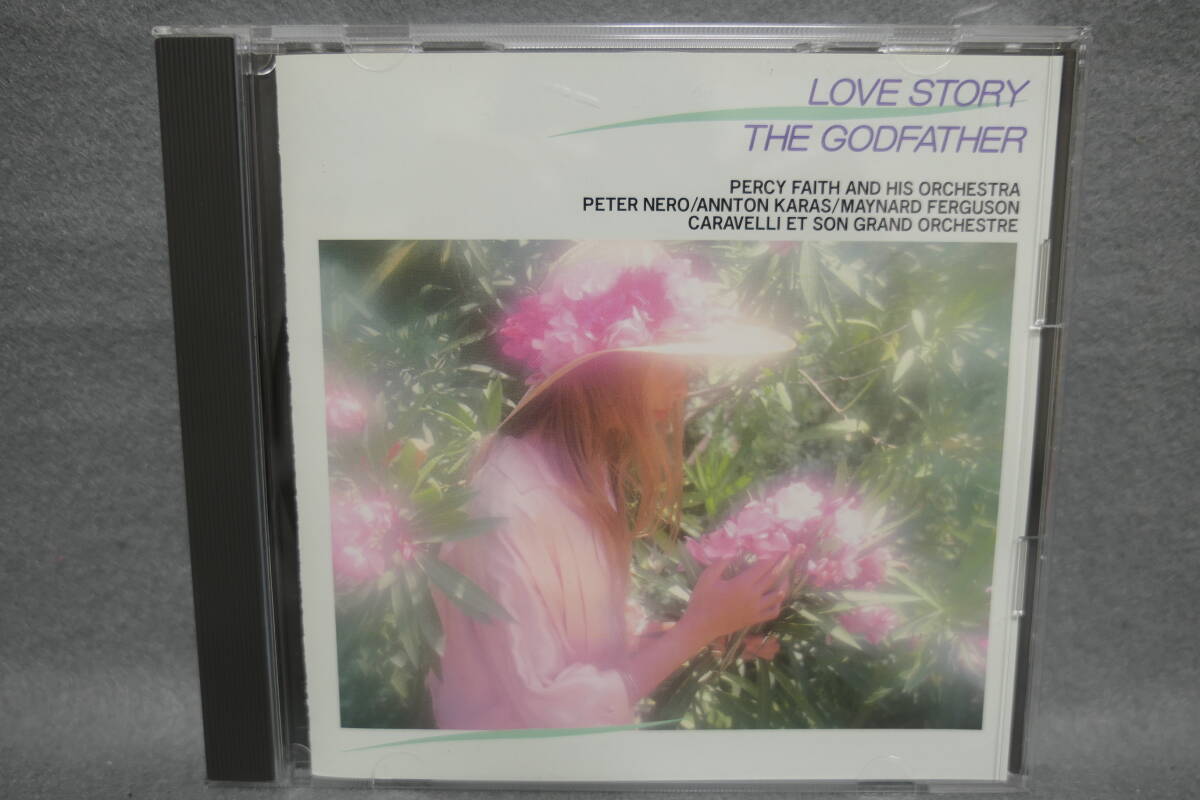 LOVE STORY
THE GODFATHER
PERCY FAITH AND HIS ORCHESTRA
PETER NERO/ANNTON KARAS/MAYNARD FERGUSON
CARAVELLI ET SON GRAND ORCHESTRE